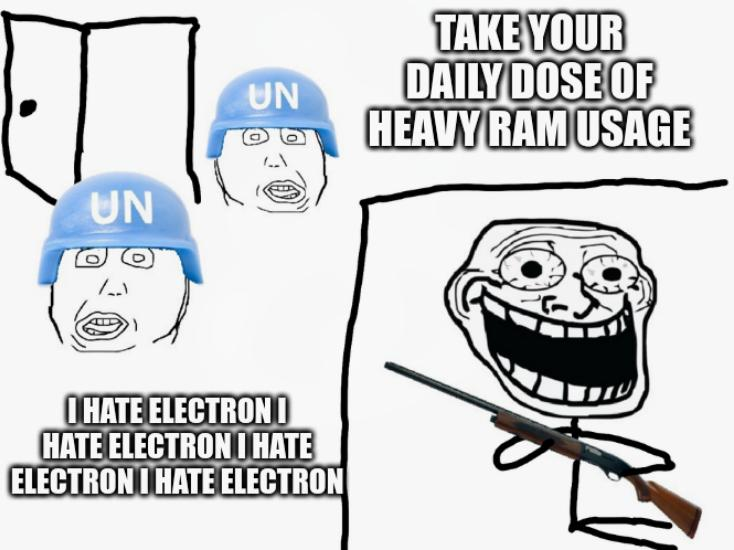 UN
UN
TAKE YOUR
DAILY DOSE OF
HEAVY RAM USAGE
I HATE ELECTRON I
HATE ELECTRON I HATE
ELECTRON I HATE ELECTRON